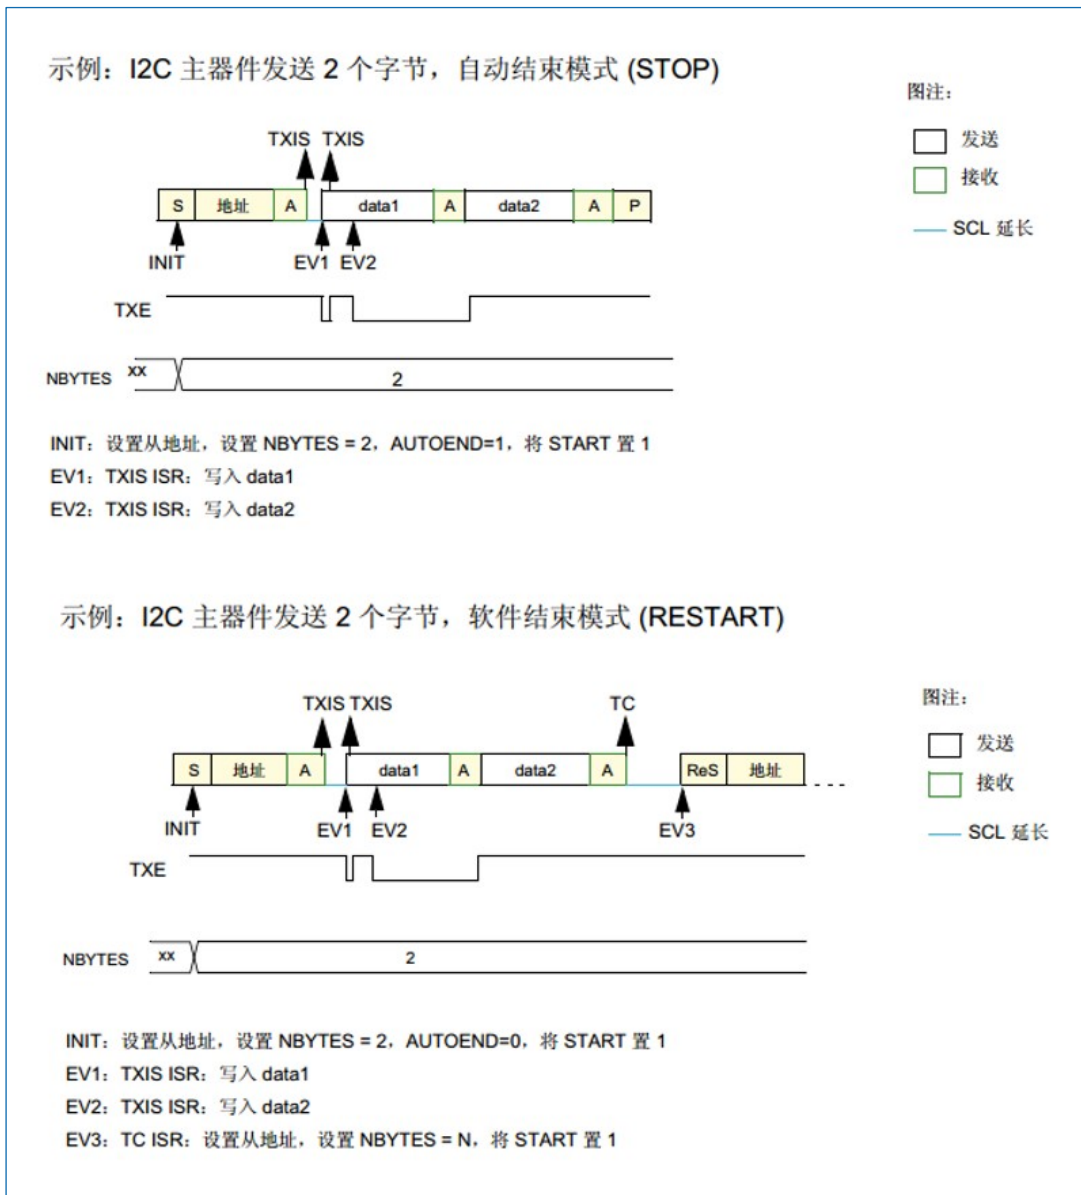 示例：I2C 主器件发送 2 个字节，自动结束模式 (STOP)
图注：
发送
接收
SCL 延长
TXIS TXIS
S 地址 A data1 A data2 A P
INIT EV1 EV2
TXE
NBYTES xx 2
INIT：设置从地址，设置 NBYTES = 2，AUTOEND=1，将 START 置 1
EV1：TXIS ISR：写入 data1
EV2：TXIS ISR：写入 data2
示例：I2C 主器件发送 2 个字节，软件结束模式 (RESTART)
图注：
发送
接收
SCL 延长
TXIS TXIS TC
S 地址 A data1 A data2 A ReS 地址
INIT EV1 EV2 EV3
TXE
NBYTES xx 2
INIT：设置从地址，设置 NBYTES = 2，AUTOEND=0，将 START 置 1
EV1：TXIS ISR：写入 data1
EV2：TXIS ISR：写入 data2
EV3：TC ISR：设置从地址，设置 NBYTES = N，将 START 置 1